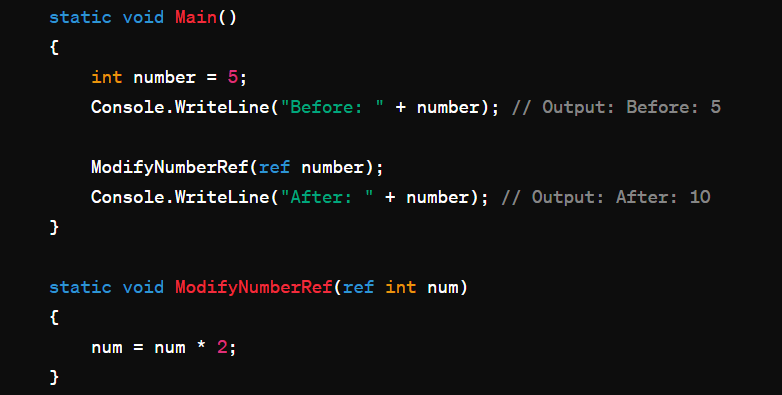 static void Main()
{
    int number = 5;
    Console.WriteLine("Before: " + number); // Output: Before: 5

    ModifyNumberRef(ref number);
    Console.WriteLine("After: " + number); // Output: After: 10
}

static void ModifyNumberRef(ref int num)
{
    num = num * 2;
}